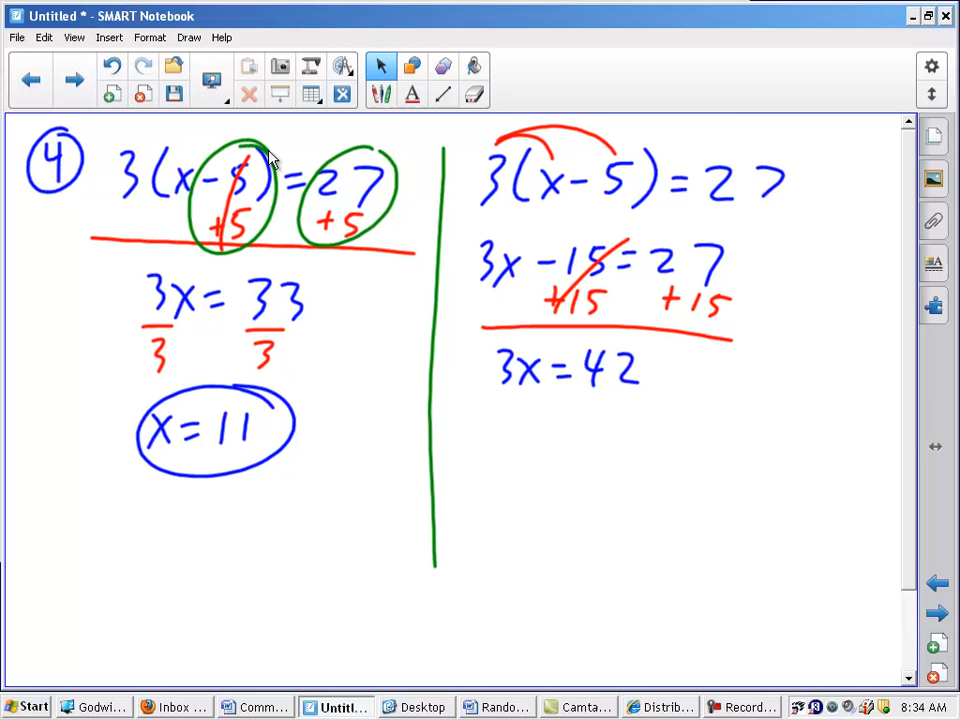 Untitled * - SMART Notebook
File Edit View Insert Format Draw Help
4
3(x-5)=27
+5 +5
3x=33
3 3
x=11
3(x-5)=27
3x-15=27
+15 +15
3x=42
Start Godwi... Inbox ... Comm... Untitl... Desktop Rando... Camta... Distrib... Record... 8:34 AM